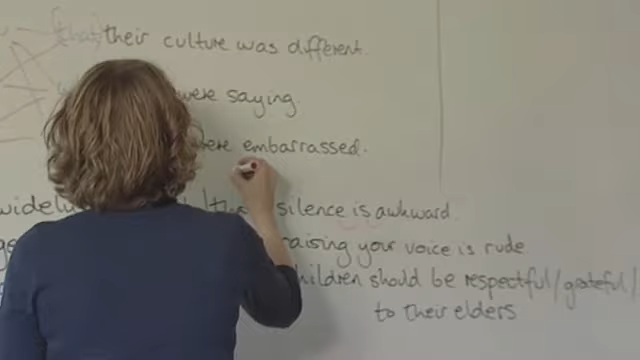 (that) their culture was different.
were saying
were embarrassed.
silence is awkward.
raising your voice is rude
children should be respectful/grateful/
to their elders